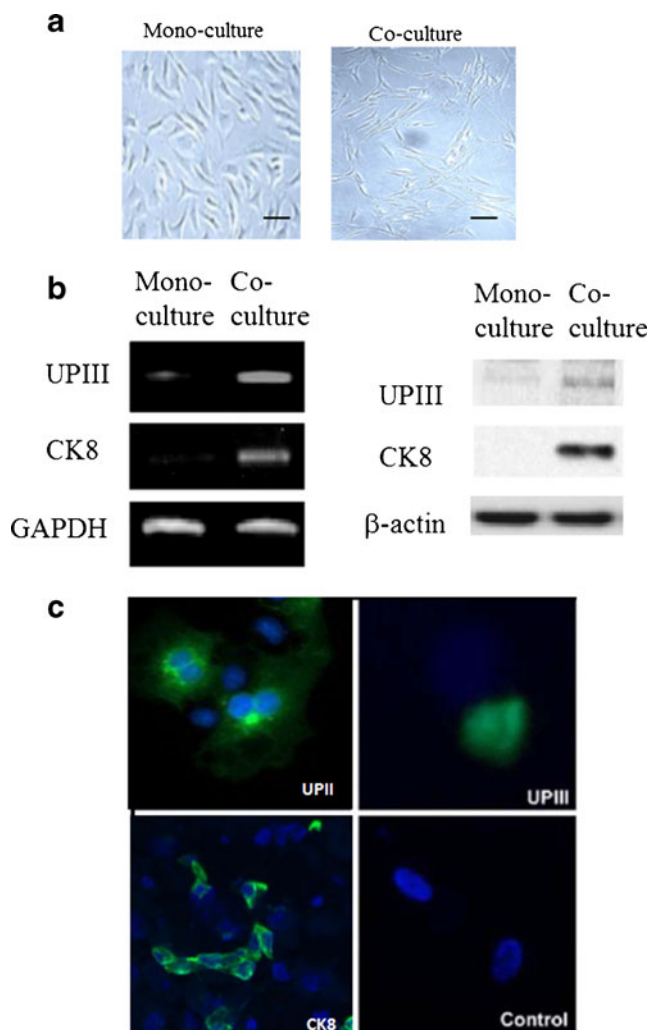 a
Mono-culture
Co-culture
b
Mono-
culture
Co-
culture
UPIII
CK8
GAPDH
Mono-
culture
Co-
culture
UPIII
CK8
β-actin
c
UPII
UPIII
CK8
Control